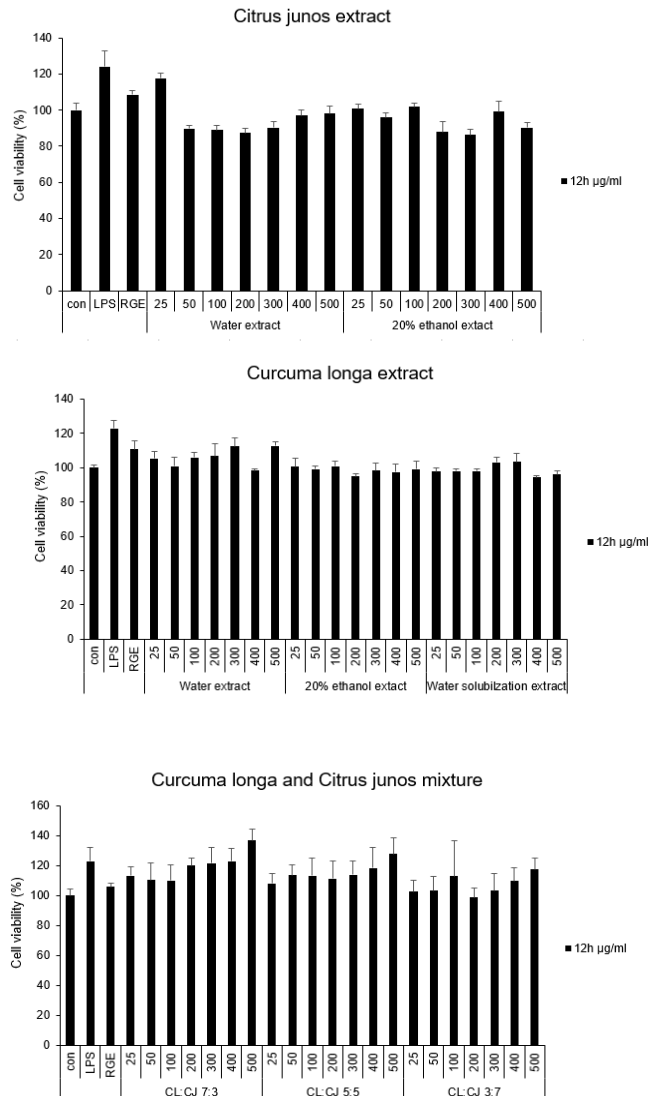 Citrus junos extract
140
120
100
80
60
40
20
0
Cell viability (%)
12h µg/ml
con LPS RGE 25 50 100 200 300 400 500 25 50 100 200 300 400 500
Water extract 20% ethanol extact
Curcuma longa extract
140
120
100
80
60
40
20
0
Cell viability (%)
12h µg/ml
con LPS RGE 25 50 100 200 300 400 500 25 50 100 200 300 400 500 25 50 100 200 300 400 500
Water extract 20% ethanol extact Water solubilzation extract
Curcuma longa and Citrus junos mixture
160
140
120
100
80
60
40
20
0
Cell viability (%)
12h µg/ml
con LPS RGE 25 50 100 200 300 400 500 25 50 100 200 300 400 500 25 50 100 200 300 400 500
CL:CJ 7:3 CL:CJ 5:5 CL:CJ 3:7